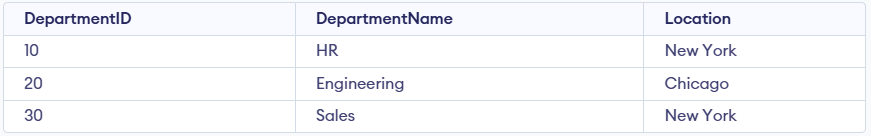 DepartmentID DepartmentName Location
10 HR New York
20 Engineering Chicago
30 Sales New York